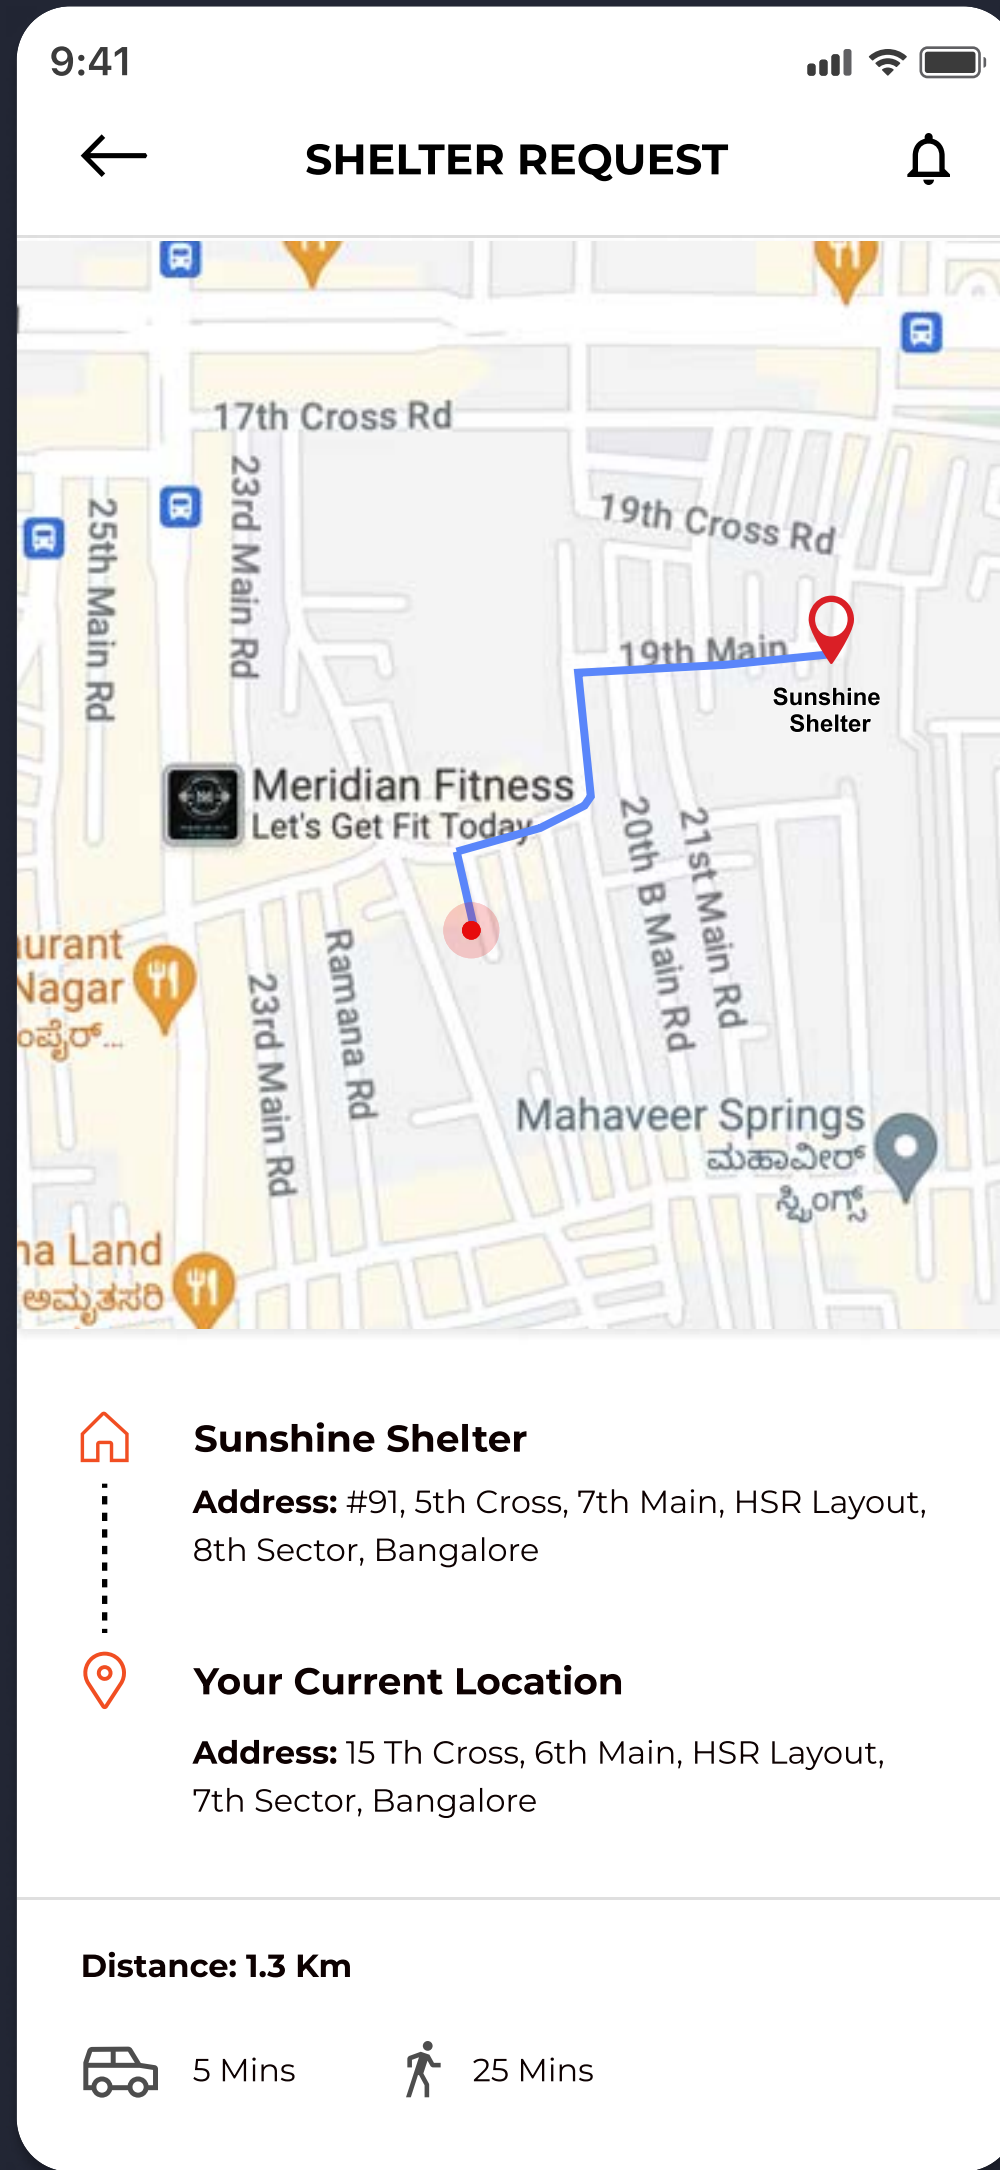 9:41
SHELTER REQUEST
17th Cross Rd
23rd Main Rd
25th Main Rd
19th Cross Rd
19th Main
Sunshine
Shelter
Meridian Fitness
Let's Get Fit Today
20th B Main Rd
21st Main Rd
urant
Nagar
Ramana Rd
23rd Main Rd
Mahaveer Springs
ಮಹಾವೀರ್
ಸ್ಪ್ರಿಂಗ್ಸ್
na Land
ಅಮೃತಸರಿ
Sunshine Shelter
Address: #91, 5th Cross, 7th Main, HSR Layout,
8th Sector, Bangalore
Your Current Location
Address: 15 Th Cross, 6th Main, HSR Layout,
7th Sector, Bangalore
Distance: 1.3 Km
5 Mins
25 Mins